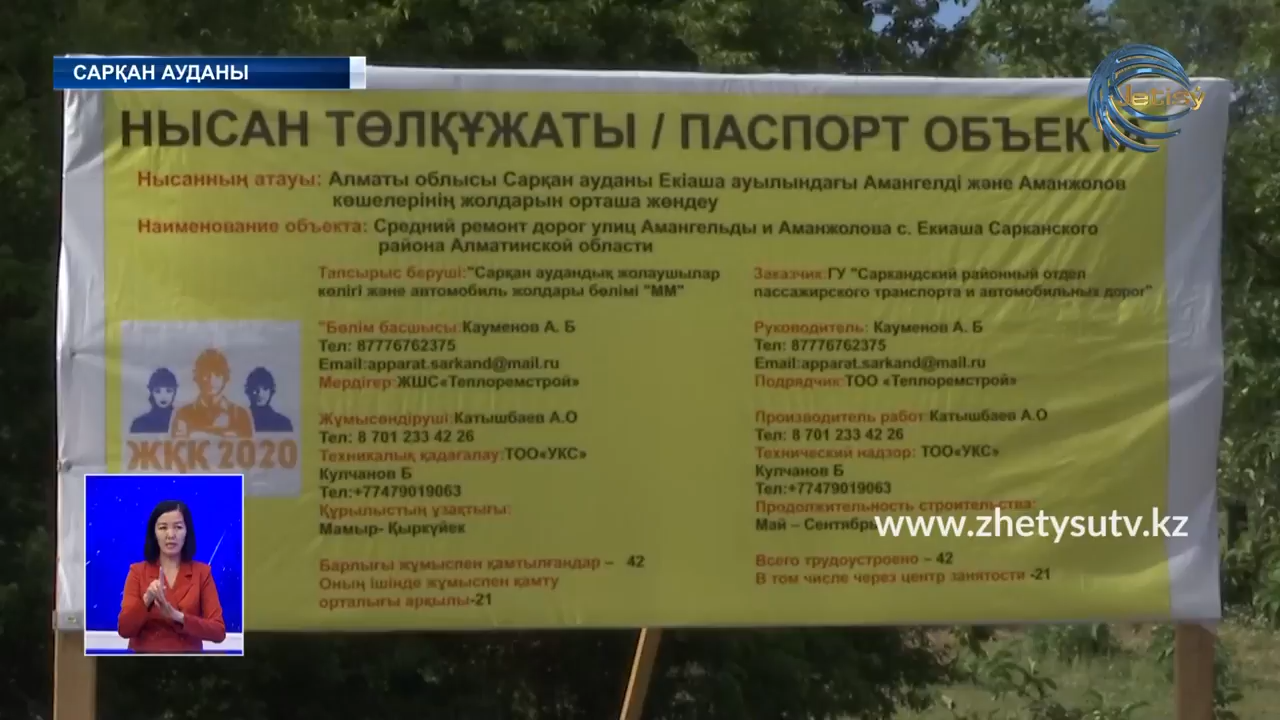 САРҚАН АУДАНЫ
Jetisý
НЫСАН ТӨЛҚҰЖАТЫ / ПАСПОРТ ОБЪЕКТА
Нысанның атауы: Алматы облысы Сарқан ауданы Екіаша ауылындағы Амангелді және Аманжолов
көшелерінің жолдарын орташа жөндеу
Наименование объекта: Средний ремонт дорог улиц Амангельды и Аманжолова с. Екиаша Сарканского
района Алматинской области
Тапсырыс беруші:"Сарқан аудандық жолаушылар
көлігі және автомобиль жолдары бөлімі "ММ"
"Бөлім басшысы:Кауменов А. Б
Тел: 87776762375
Email:apparat.sarkand@mail.ru
Мердігер:ЖШС«Теплоремстрой»
Жұмысөндіруші:Катышбаев А.О
Тел: 8 701 233 42 26
Техникалық қадағалау:ТОО«УКС»
Кулчанов Б
Тел:+77479019063
Құрылыстың ұзақтығы:
Мамыр- Қыркүйек
Барлығы жұмыспен қамтылғандар – 42
Оның ішінде жұмыспен қамту
орталығы арқылы-21
Заказчик:ГУ "Саркандский районный отдел
пассажирского транспорта и автомобильных дорог"
Руководитель: Кауменов А. Б
Тел: 87776762375
Email:apparat.sarkand@mail.ru
Подрядчик:ТОО «Теплоремстрой»
Производитель работ:Катышбаев А.О
Тел: 8 701 233 42 26
Технический надзор: ТОО«УКС»
Кулчанов Б
Тел:+77479019063
Продолжительность строительства:
Май – Сентябрь
Всего трудоустроено – 42
В том числе через центр занятости -21
ЖҚК 2020
www.zhetysutv.kz